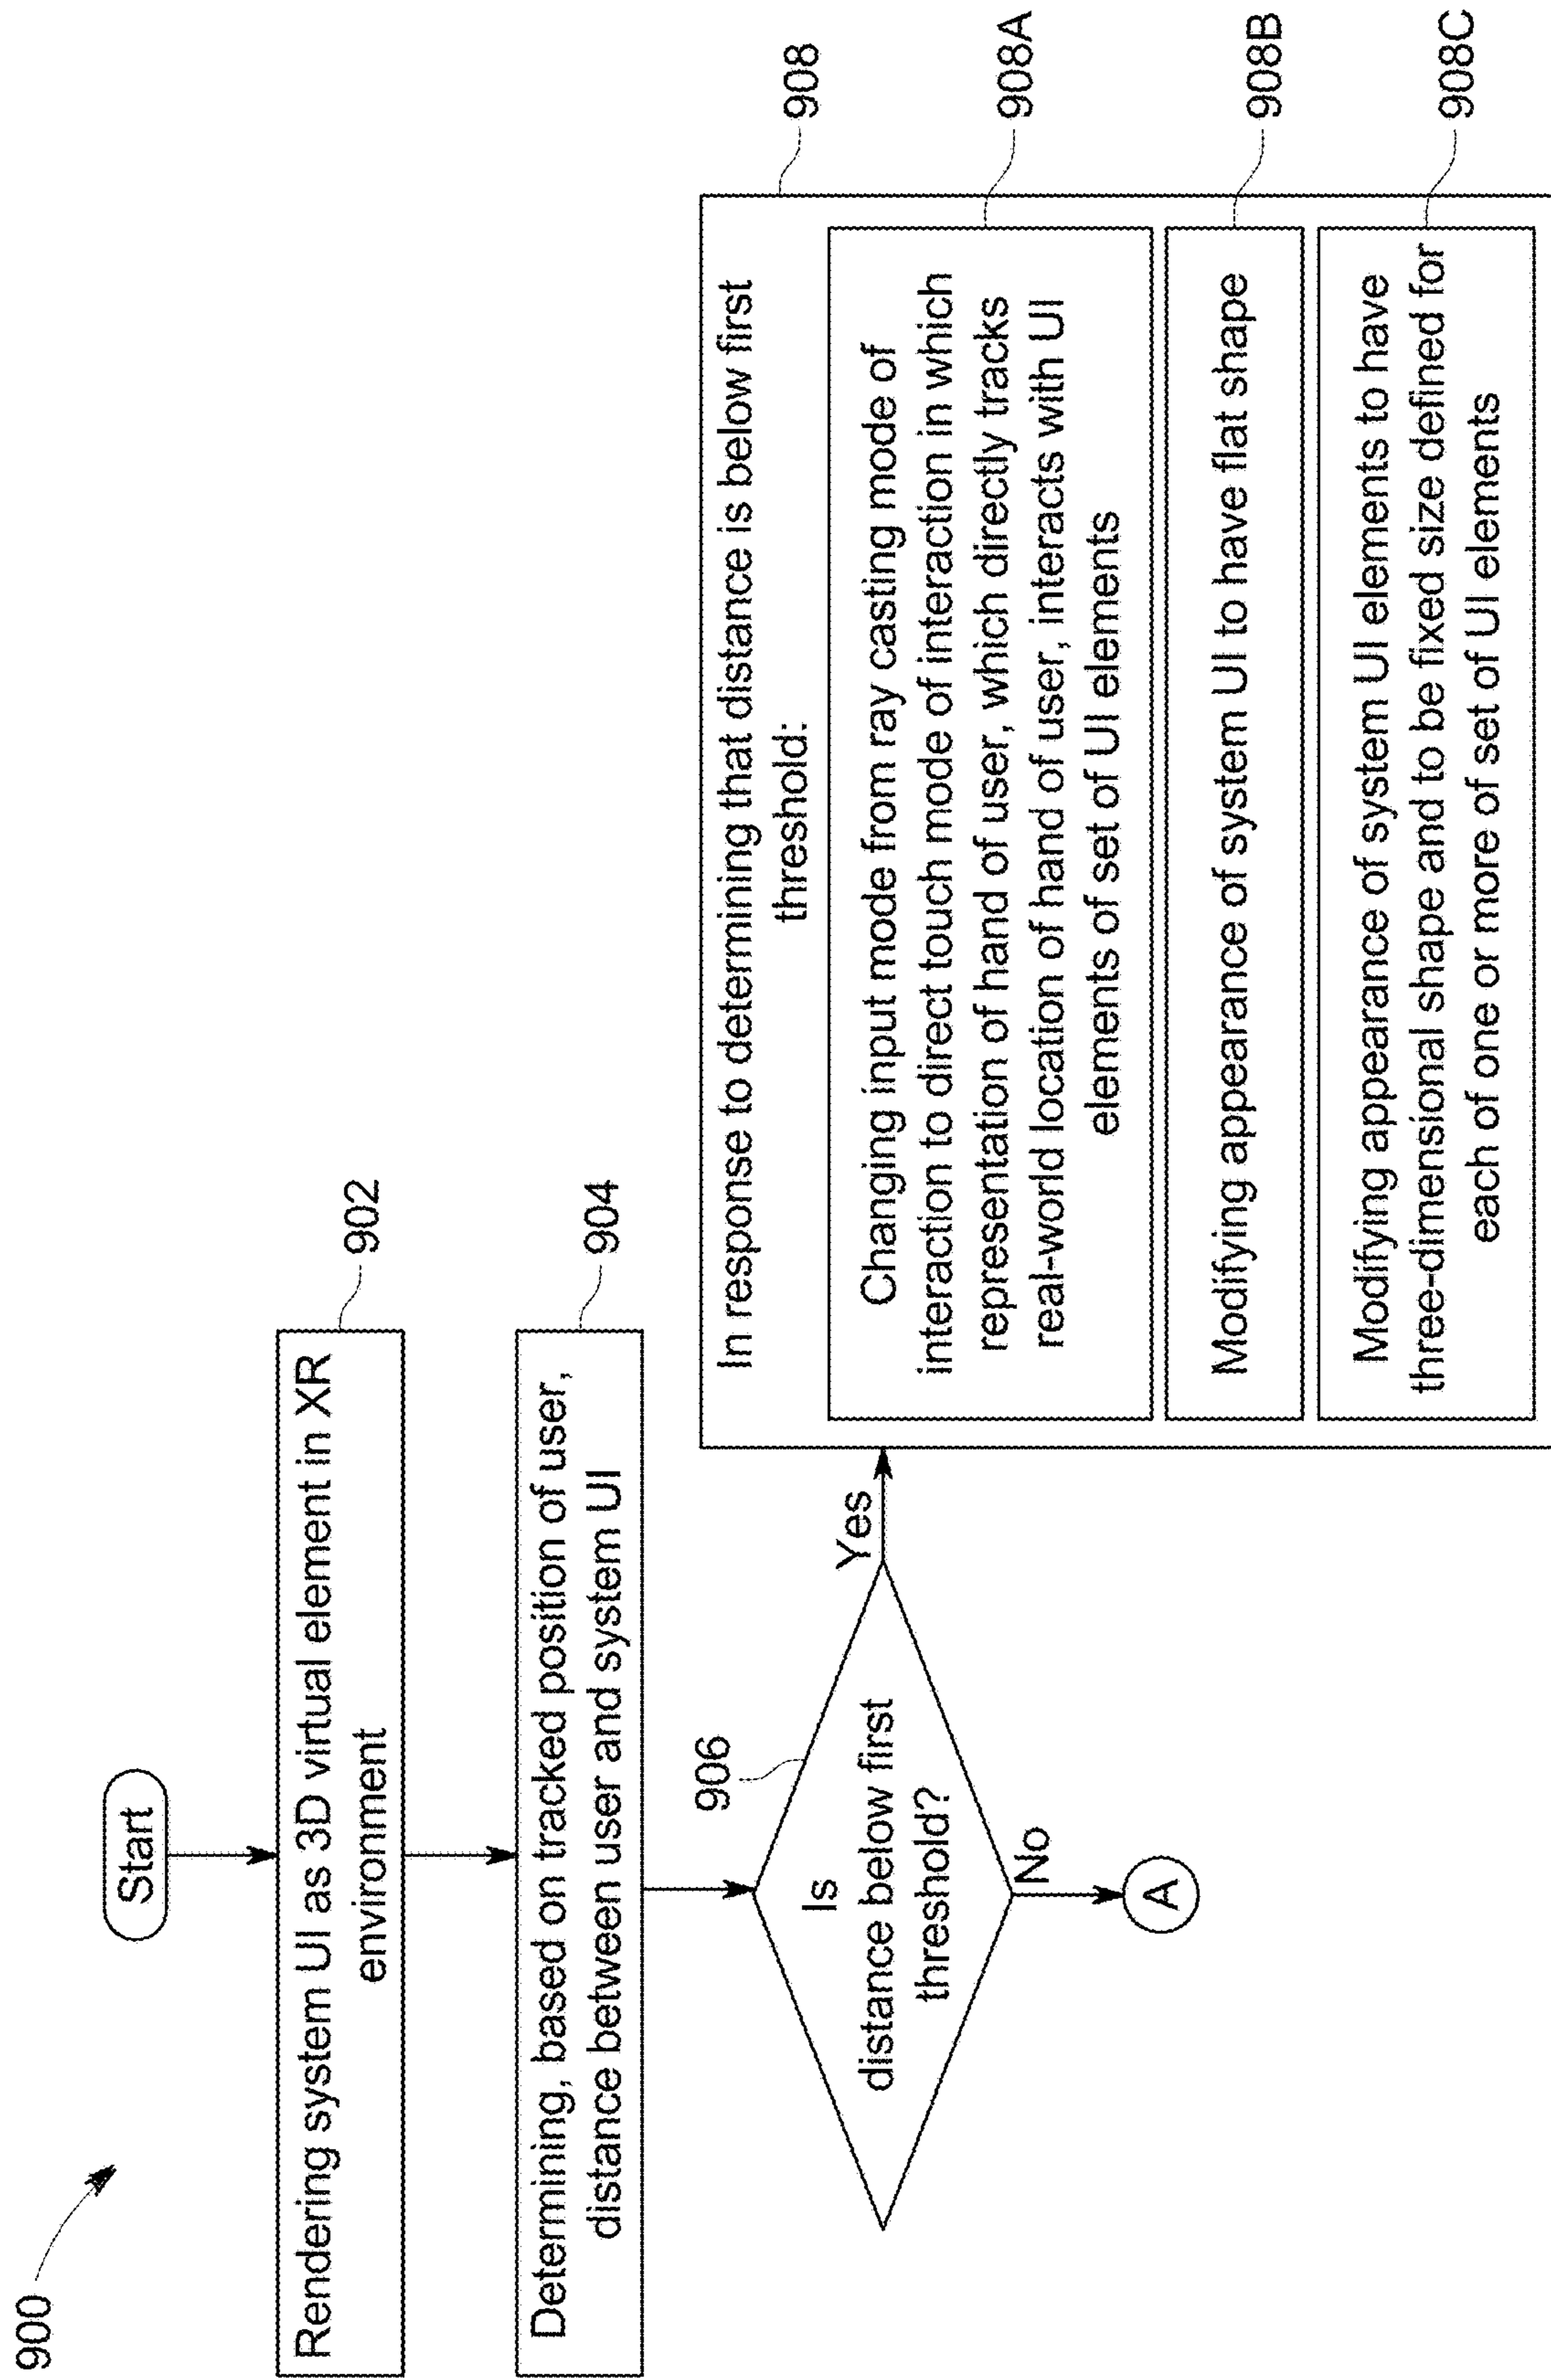 900
Start
Rendering system UI as 3D virtual element in XR
environment
902
Determining, based on tracked position of user,
distance between user and system UI
904
906
Is
distance below first
threshold?
Yes
No
A
In response to determining that distance is below first
threshold:
908
Changing input mode from ray casting mode of
interaction to direct touch mode of interaction in which
representation of hand of user, which directly tracks
real-world location of hand of user, interacts with UI
elements of set of UI elements
908A
Modifying appearance of system UI to have flat shape
908B
Modifying appearance of system UI elements to have
three-dimensional shape and to be fixed size defined for
each of one or more of set of UI elements
908C